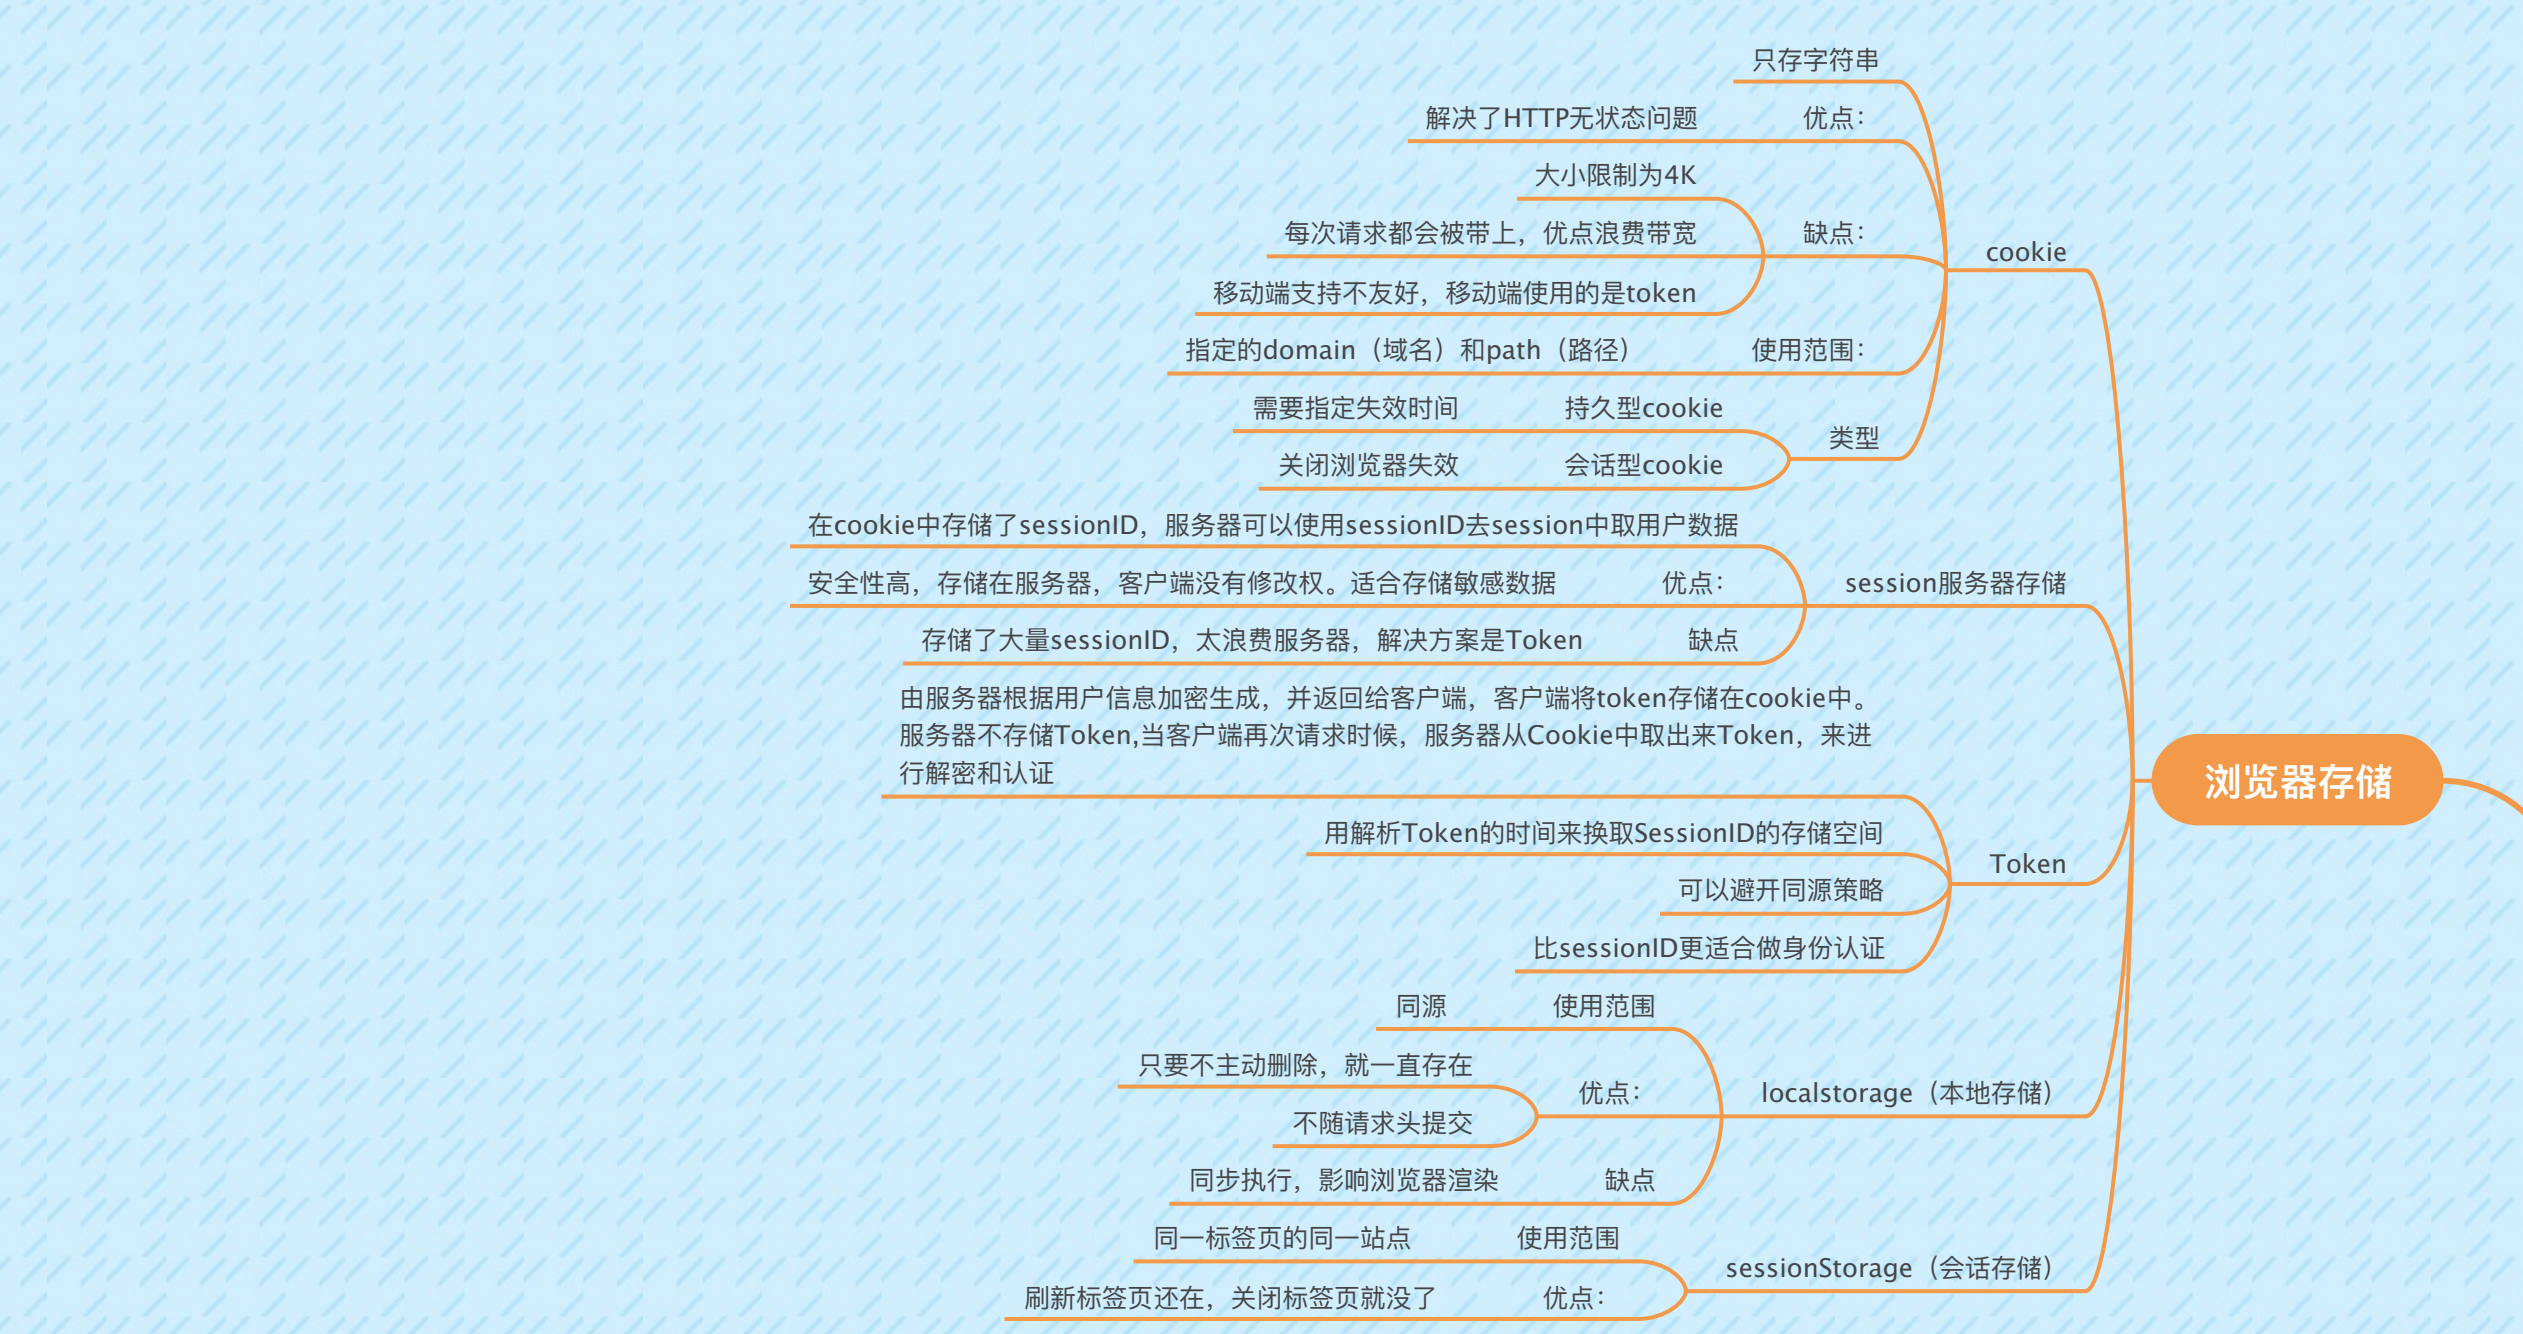 浏览器存储
cookie
只存字符串
优点：
解决了HTTP无状态问题
缺点：
大小限制为4K
每次请求都会被带上，优点浪费带宽
移动端支持不友好，移动端使用的是token
使用范围：
指定的domain（域名）和path（路径）
类型
持久型cookie
需要指定失效时间
会话型cookie
关闭浏览器失效
session服务器存储
在cookie中存储了sessionID，服务器可以使用sessionID去session中取用户数据
优点：
安全性高，存储在服务器，客户端没有修改权。适合存储敏感数据
缺点
存储了大量sessionID，太浪费服务器，解决方案是Token
Token
由服务器根据用户信息加密生成，并返回给客户端，客户端将token存储在cookie中。
服务器不存储Token,当客户端再次请求时候，服务器从Cookie中取出来Token，来进
行解密和认证
用解析Token的时间来换取SessionID的存储空间
可以避开同源策略
比sessionID更适合做身份认证
localstorage（本地存储）
使用范围
同源
优点：
只要不主动删除，就一直存在
不随请求头提交
缺点
同步执行，影响浏览器渲染
sessionStorage（会话存储）
使用范围
同一标签页的同一站点
优点：
刷新标签页还在，关闭标签页就没了